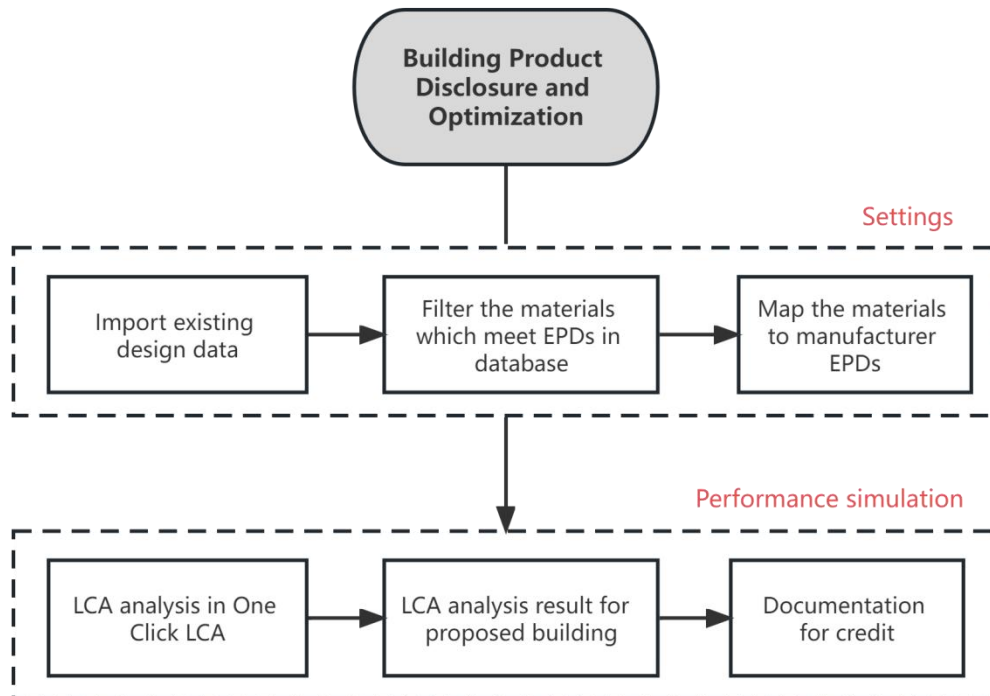 Building Product
Disclosure and
Optimization
Settings
Import existing
design data
Filter the materials
which meet EPDs in
database
Map the materials
to manufacturer
EPDs
Performance simulation
LCA analysis in One
Click LCA
LCA analysis result for
proposed building
Documentation
for credit